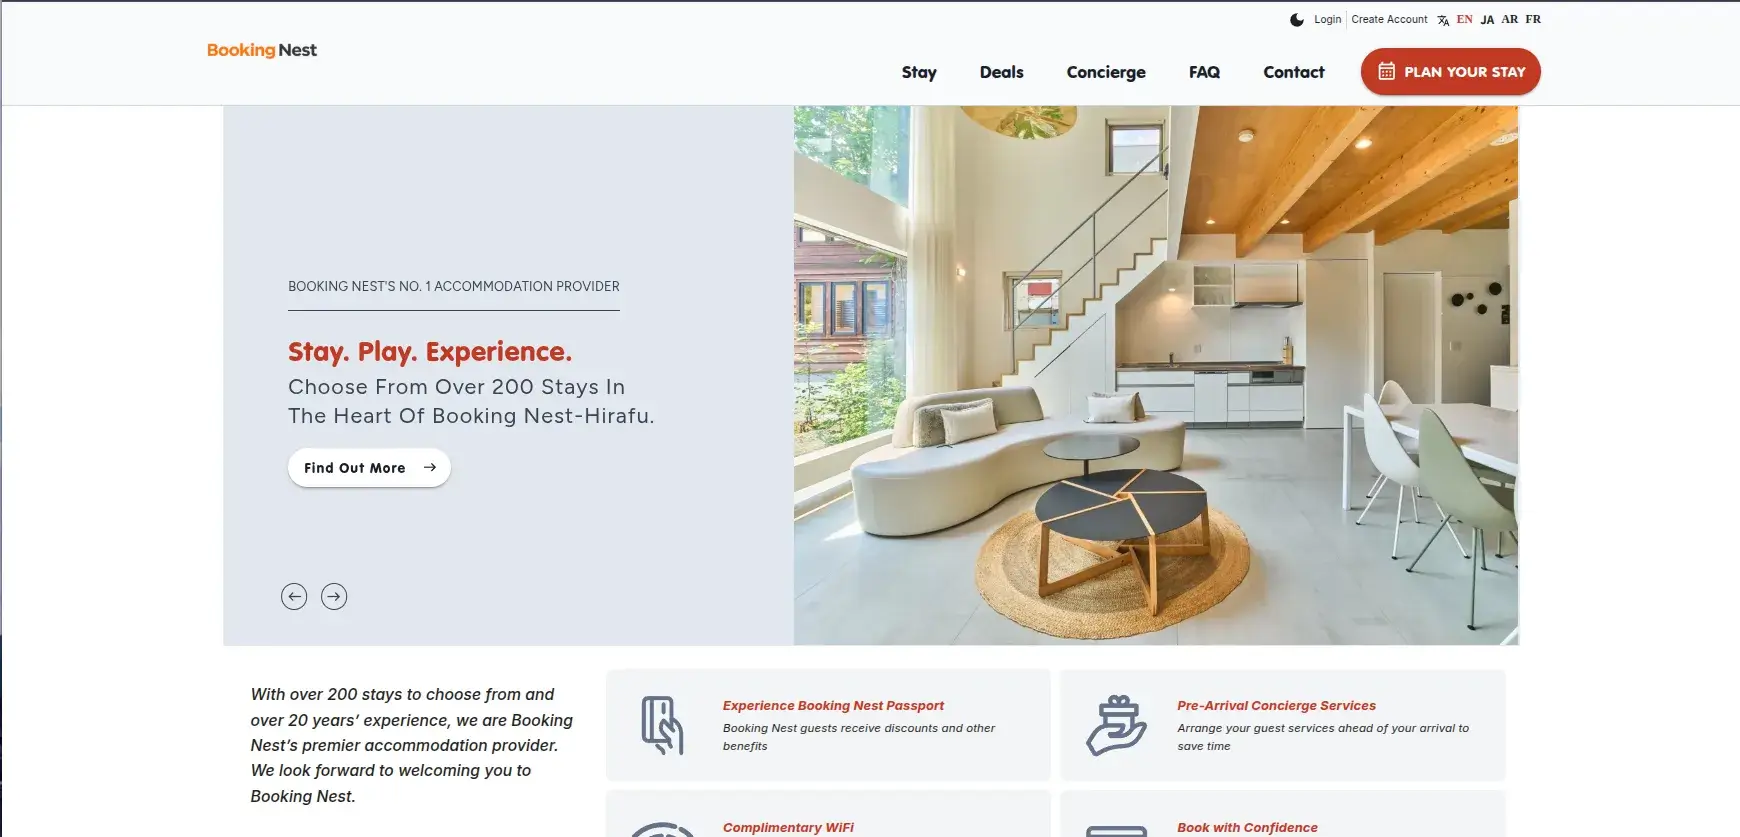 Login
Create Account
EN
JA
AR
FR
Booking Nest
Stay
Deals
Concierge
FAQ
Contact
PLAN YOUR STAY
BOOKING NEST'S NO. 1 ACCOMMODATION PROVIDER
Stay. Play. Experience.
Choose From Over 200 Stays In
The Heart Of Booking Nest-Hirafu.
Find Out More
With over 200 stays to choose from and
over 20 years’ experience, we are Booking
Nest’s premier accommodation provider.
We look forward to welcoming you to
Booking Nest.
Experience Booking Nest Passport
Booking Nest guests receive discounts and other
benefits
Pre-Arrival Concierge Services
Arrange your guest services ahead of your arrival to
save time
Complimentary WiFi
Book with Confidence